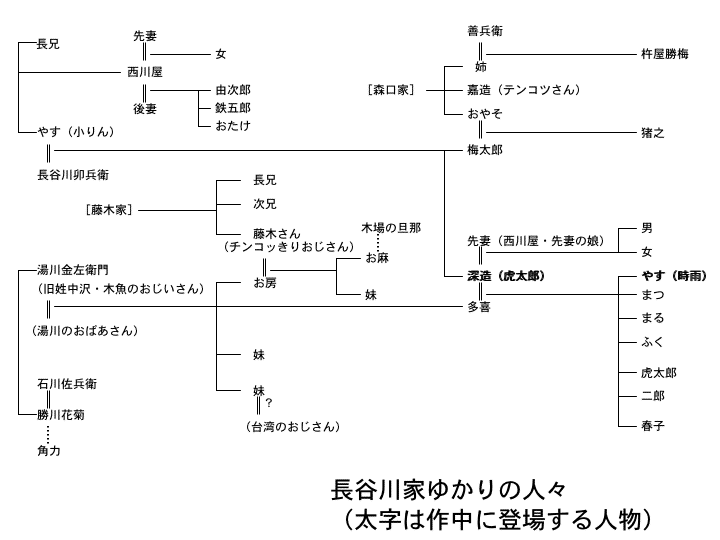 長兄
先妻
女
西川屋
後妻
由次郎
鉄五郎
おたけ
やす（小りん）
長谷川卯兵衛
善兵衛
杵屋勝梅
姉
［森口家］
嘉造（テンコツさん）
おやそ
猪之
梅太郎
［藤木家］
長兄
次兄
藤木さん
（チンコッきりおじさん）
木場の旦那
お麻
妹
お房
先妻（西川屋・先妻の娘）
男
女
深造（虎太郎）
多喜
やす（時雨）
まつ
まる
ふく
虎太郎
二郎
春子
湯川金左衛門
（旧姓中沢・木魚のおじいさん）
（湯川のおばあさん）
妹
妹
？
（台湾のおじさん）
石川佐兵衛
勝川花菊
角力
長谷川家ゆかりの人々
（太字は作中に登場する人物）